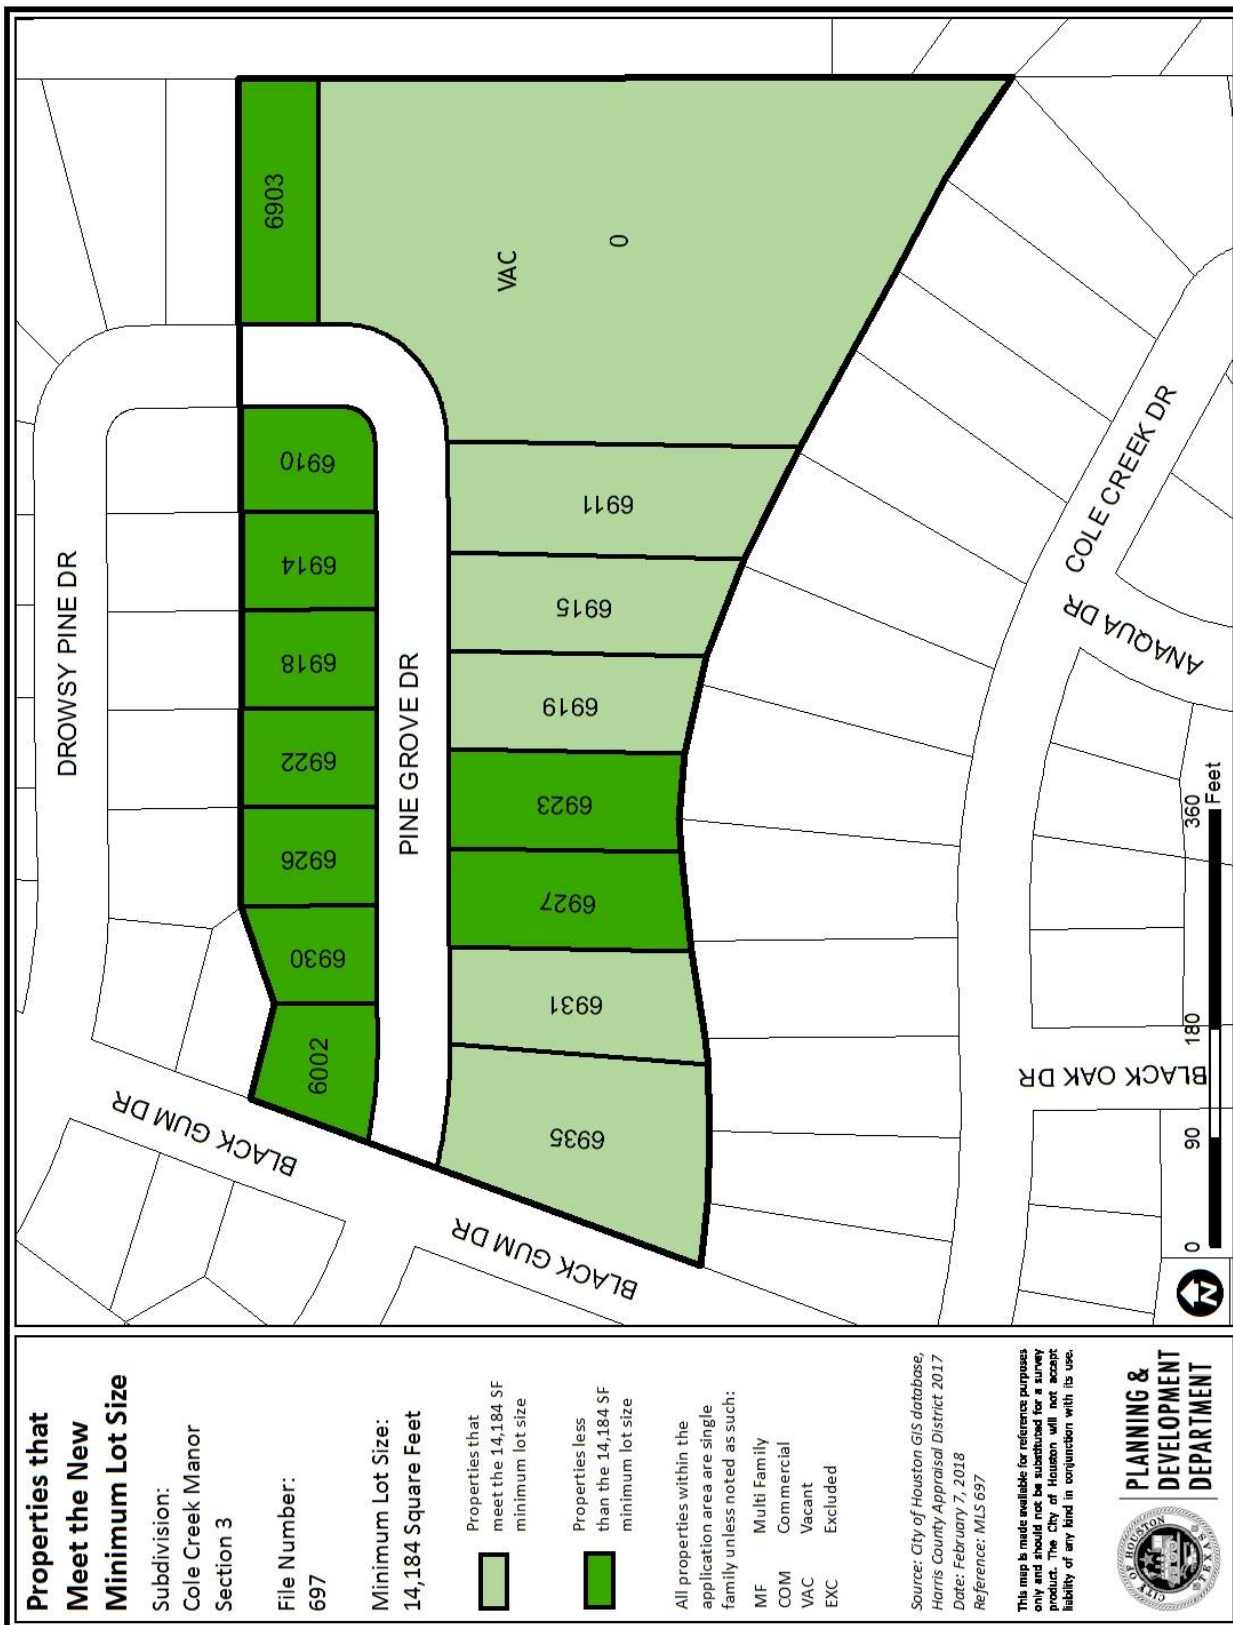 Properties that
Meet the New
Minimum Lot Size
Subdivision:
Cole Creek Manor
Section 3
File Number:
697
Minimum Lot Size:
14,184 Square Feet
Properties that
meet the 14,184 SF
minimum lot size
Properties less
than the 14,184 SF
minimum lot size
All properties within the
application area are single
family unless noted as such:
MF Multi Family
COM Commercial
VAC Vacant
EXC Excluded
Source: City of Houston GIS database,
Harris County Appraisal District 2017
Date: February 7, 2018
Reference: MLS 697
This map is made available for reference purposes
only and should not be substituted for a survey
product. The City of Houston will not accept
liability of any kind in conjunction with its use.
CITY OF HOUSTON
TEXAS
PLANNING &
DEVELOPMENT
DEPARTMENT
DROWSY PINE DR
BLACK GUM DR
6002
6930
6926
6922
6918
6914
6910
6903
PINE GROVE DR
BLACK GUM DR
6935
6931
6927
6923
6919
6915
6911
VAC
0
COLE CREEK DR
ANAQUA DR
BLACK OAK DR
N
0 90 180 360
Feet